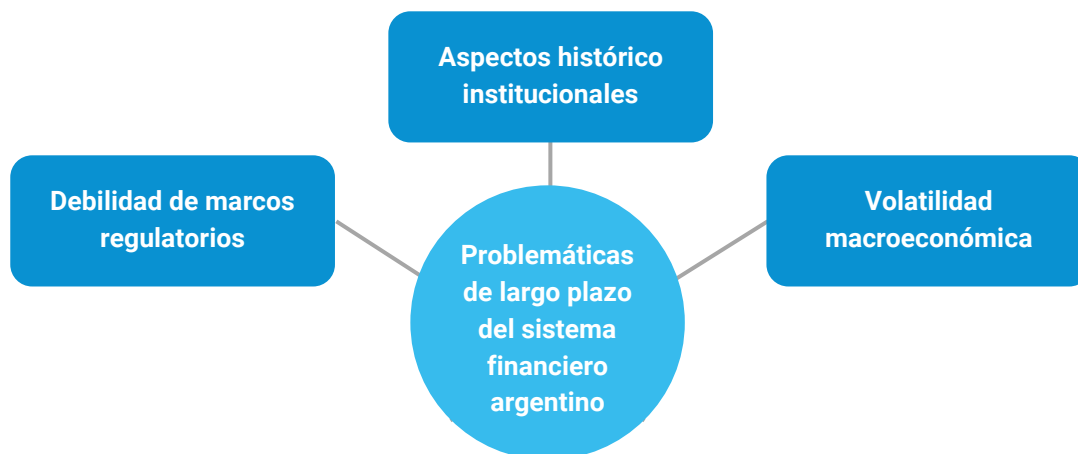 Aspectos histórico
institucionales
Debilidad de marcos
regulatorios
Volatilidad
macroeconómica
Problemáticas
de largo plazo
del sistema
financiero
argentino